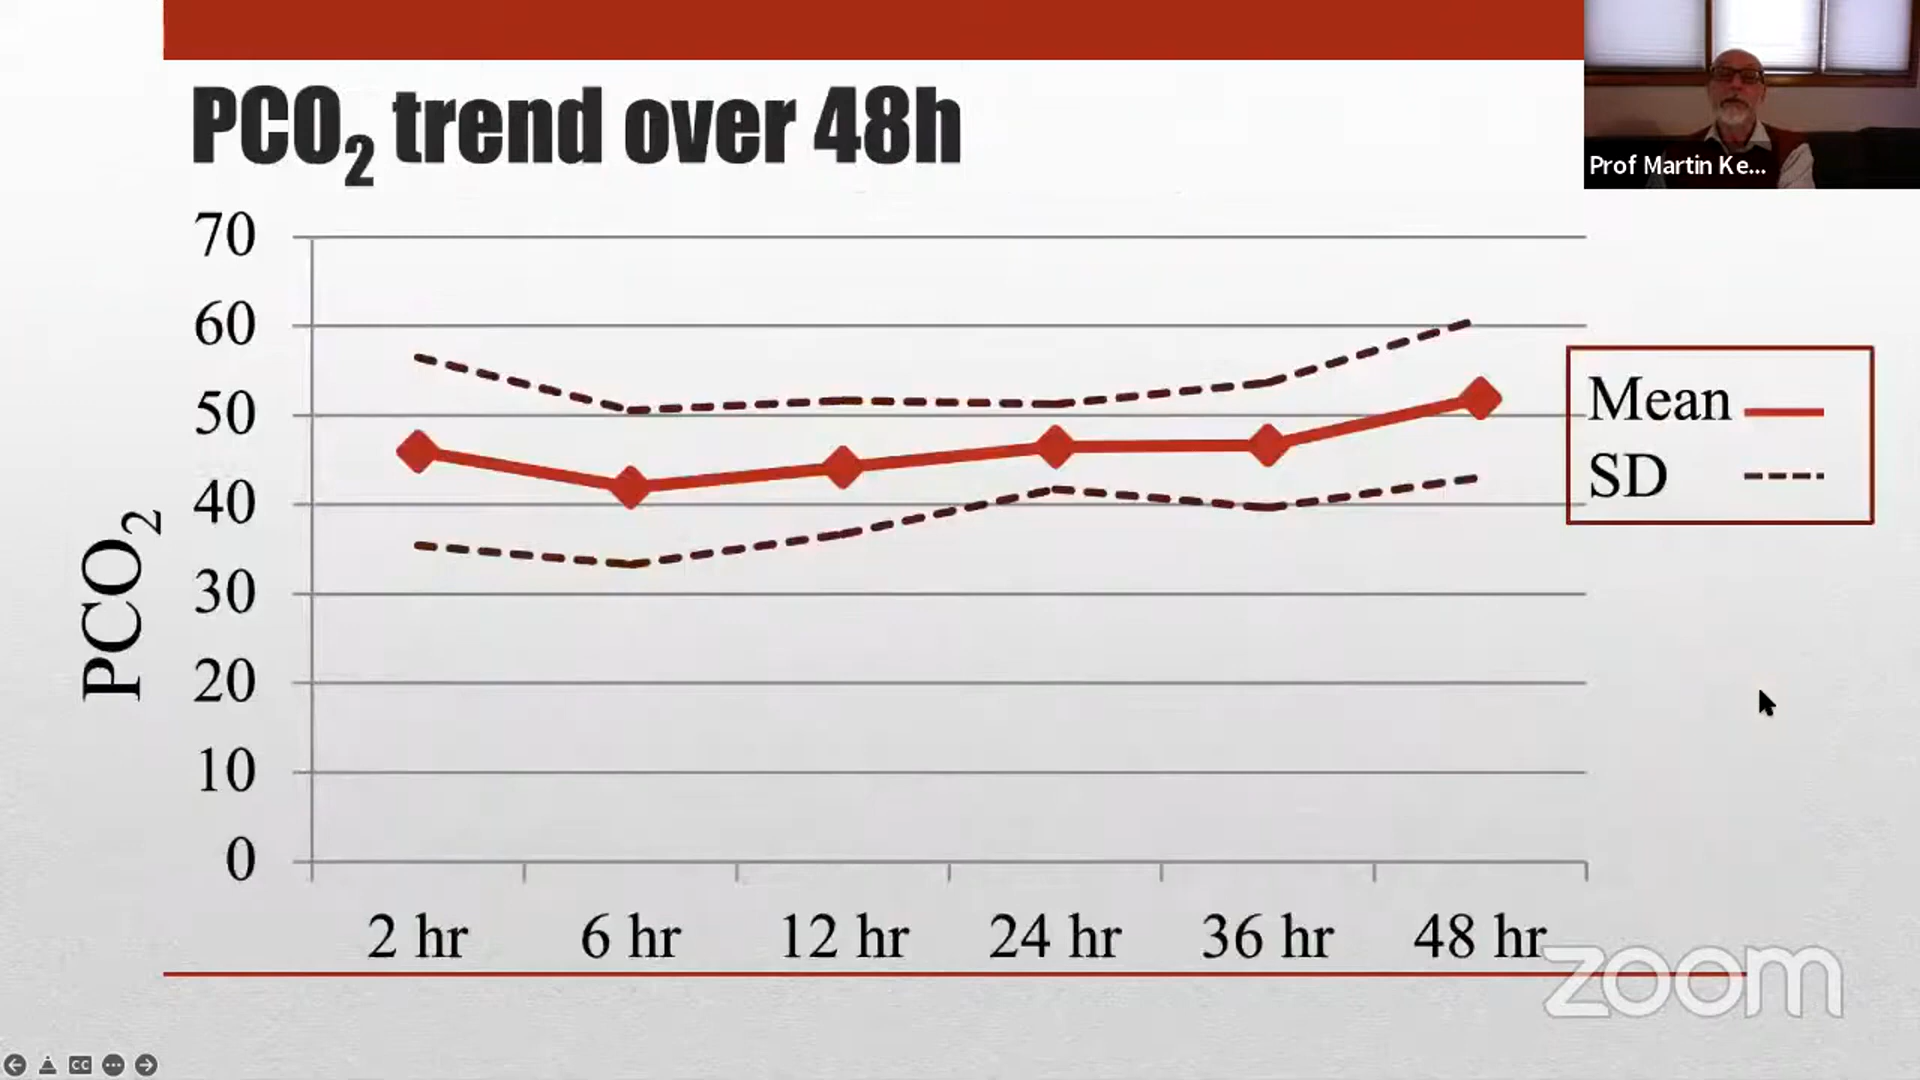 PCO₂ trend over 48h
Prof Martin Ke...
70
60
50
40
30
20
10
0
PCO₂
Mean
SD
2 hr 6 hr 12 hr 24 hr 36 hr 48 hr
zoom
CC